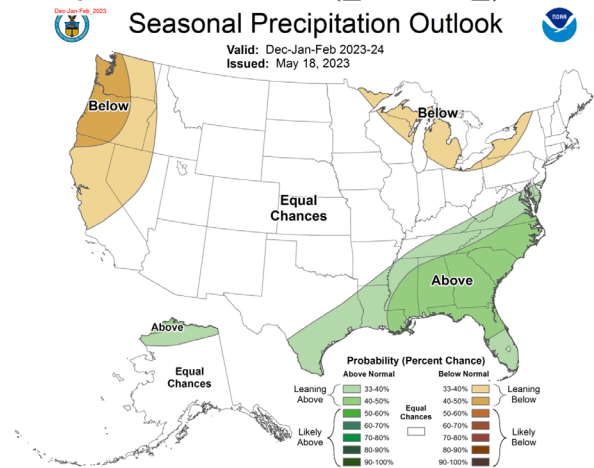 Dec-Jan-Feb_2023
Seasonal Precipitation Outlook
NOAA
Valid: Dec-Jan-Feb 2023-24
Issued: May 18, 2023
Below
Below
Equal
Chances
Above
Above
Equal
Chances
Probability (Percent Chance)
Above Normal
Below Normal
Leaning
Above
33-40%
40-50%
Likely
Above
50-60%
60-70%
70-80%
80-90%
90-100%
Equal
Chances
33-40%
40-50%
Leaning
Below
50-60%
60-70%
70-80%
80-90%
90-100%
Likely
Below